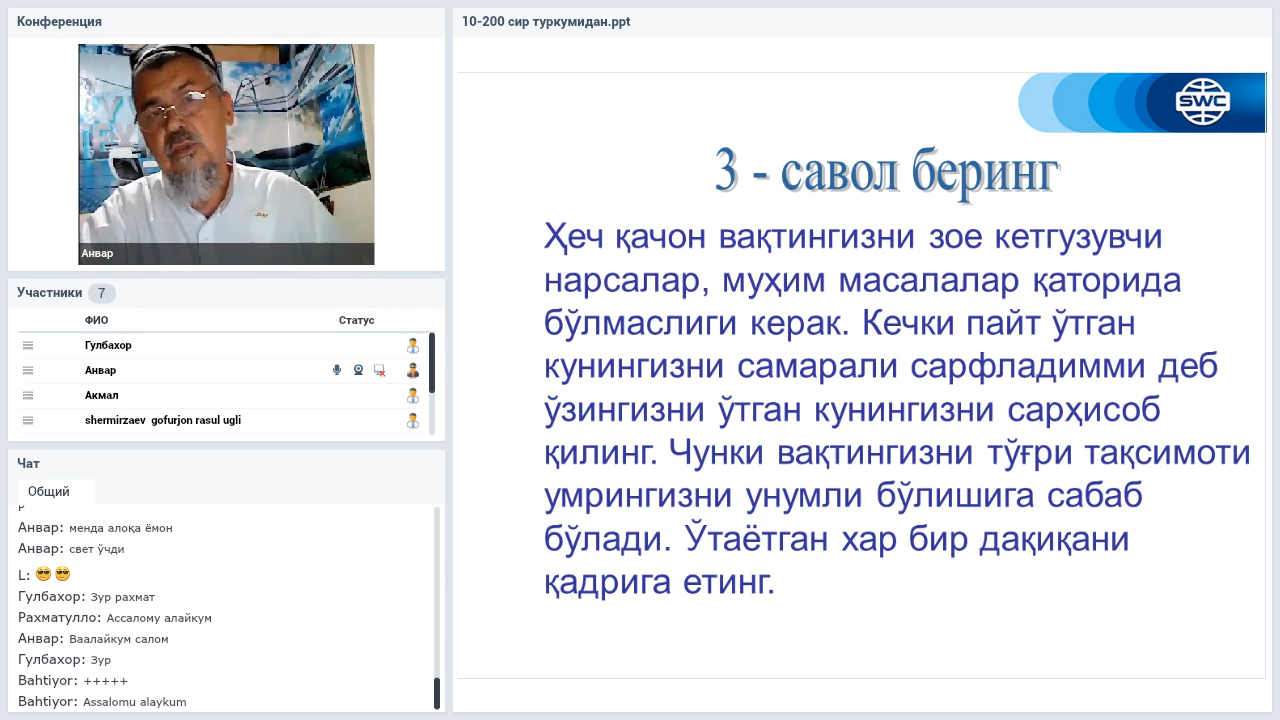 Конференция
Анвар
Участники 7
ФИО Статус
Гулбахор
Анвар
Акмал
shermirzaev gofurjon rasul ugli
Чат
Общий
Анвар: менда алоқа ёмон
Анвар: свет ўчди
L:
Гулбахор: Зур рахмат
Рахматулло: Ассалому алайкум
Анвар: Ваалайкум салом
Гулбахор: Зур
Bahtiyor: +++++
Bahtiyor: Assalomu alaykum
10-200 сир туркумидан.ppt
SWC
3 - савол беринг
Ҳеч қачон вақтингизни зое кетгузувчи
нарсалар, муҳим масалалар қаторида
бўлмаслиги керак. Кечки пайт ўтган
кунингизни самарали сарфладимми деб
ўзингизни ўтган кунингизни сарҳисоб
қилинг. Чунки вақтингизни тўғри тақсимоти
умрингизни унумли бўлишига сабаб
бўлади. Ўтаётган хар бир дақиқани
қадрига етинг.